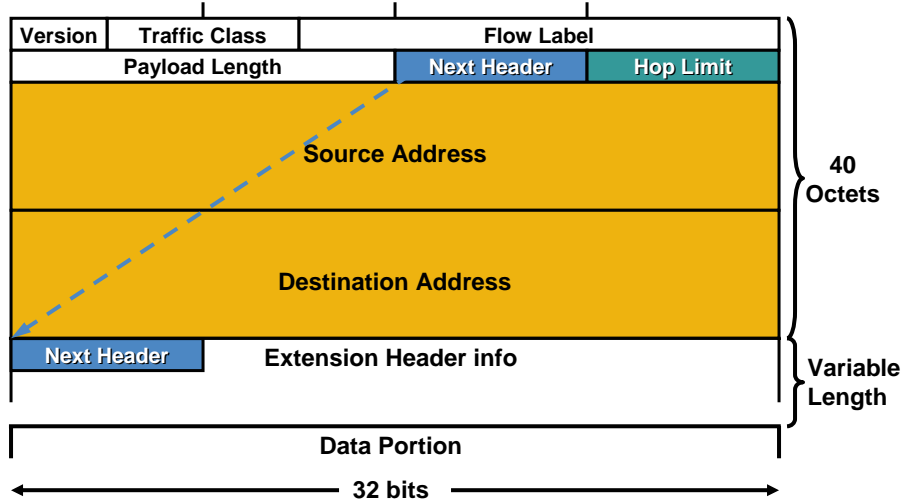 Version Traffic Class Flow Label
Payload Length Next Header Hop Limit
Source Address
40
Octets
Destination Address
Next Header Extension Header info
Variable
Length
Data Portion
32 bits